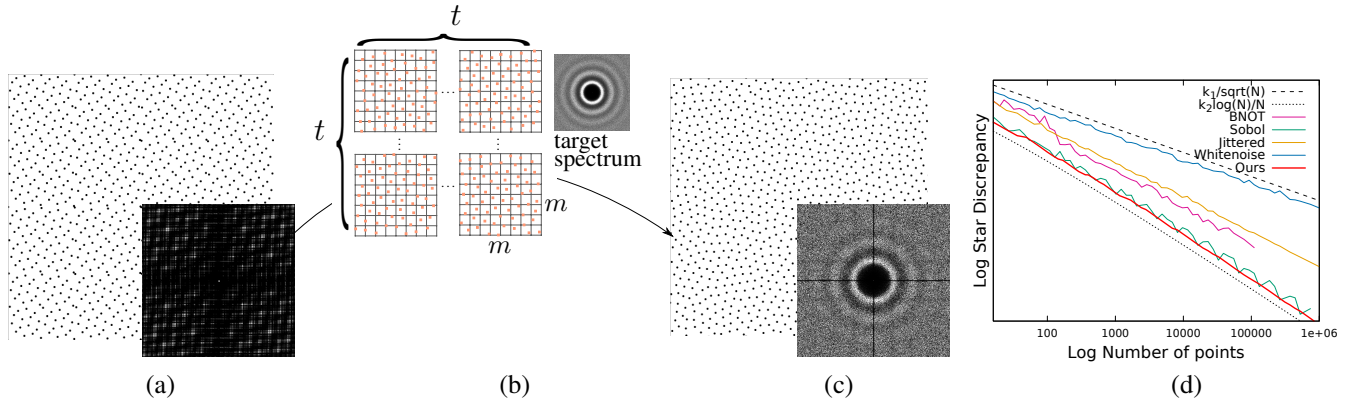 t
t
target
spectrum
m
m
Log Star Discrepancy
k₁/sqrt(N)
k₂log(N)/N
BNOT
Sobol
Jittered
Whitenoise
Ours
100
1000
10000
100000
1e+06
Log Number of points
(a)
(b)
(c)
(d)